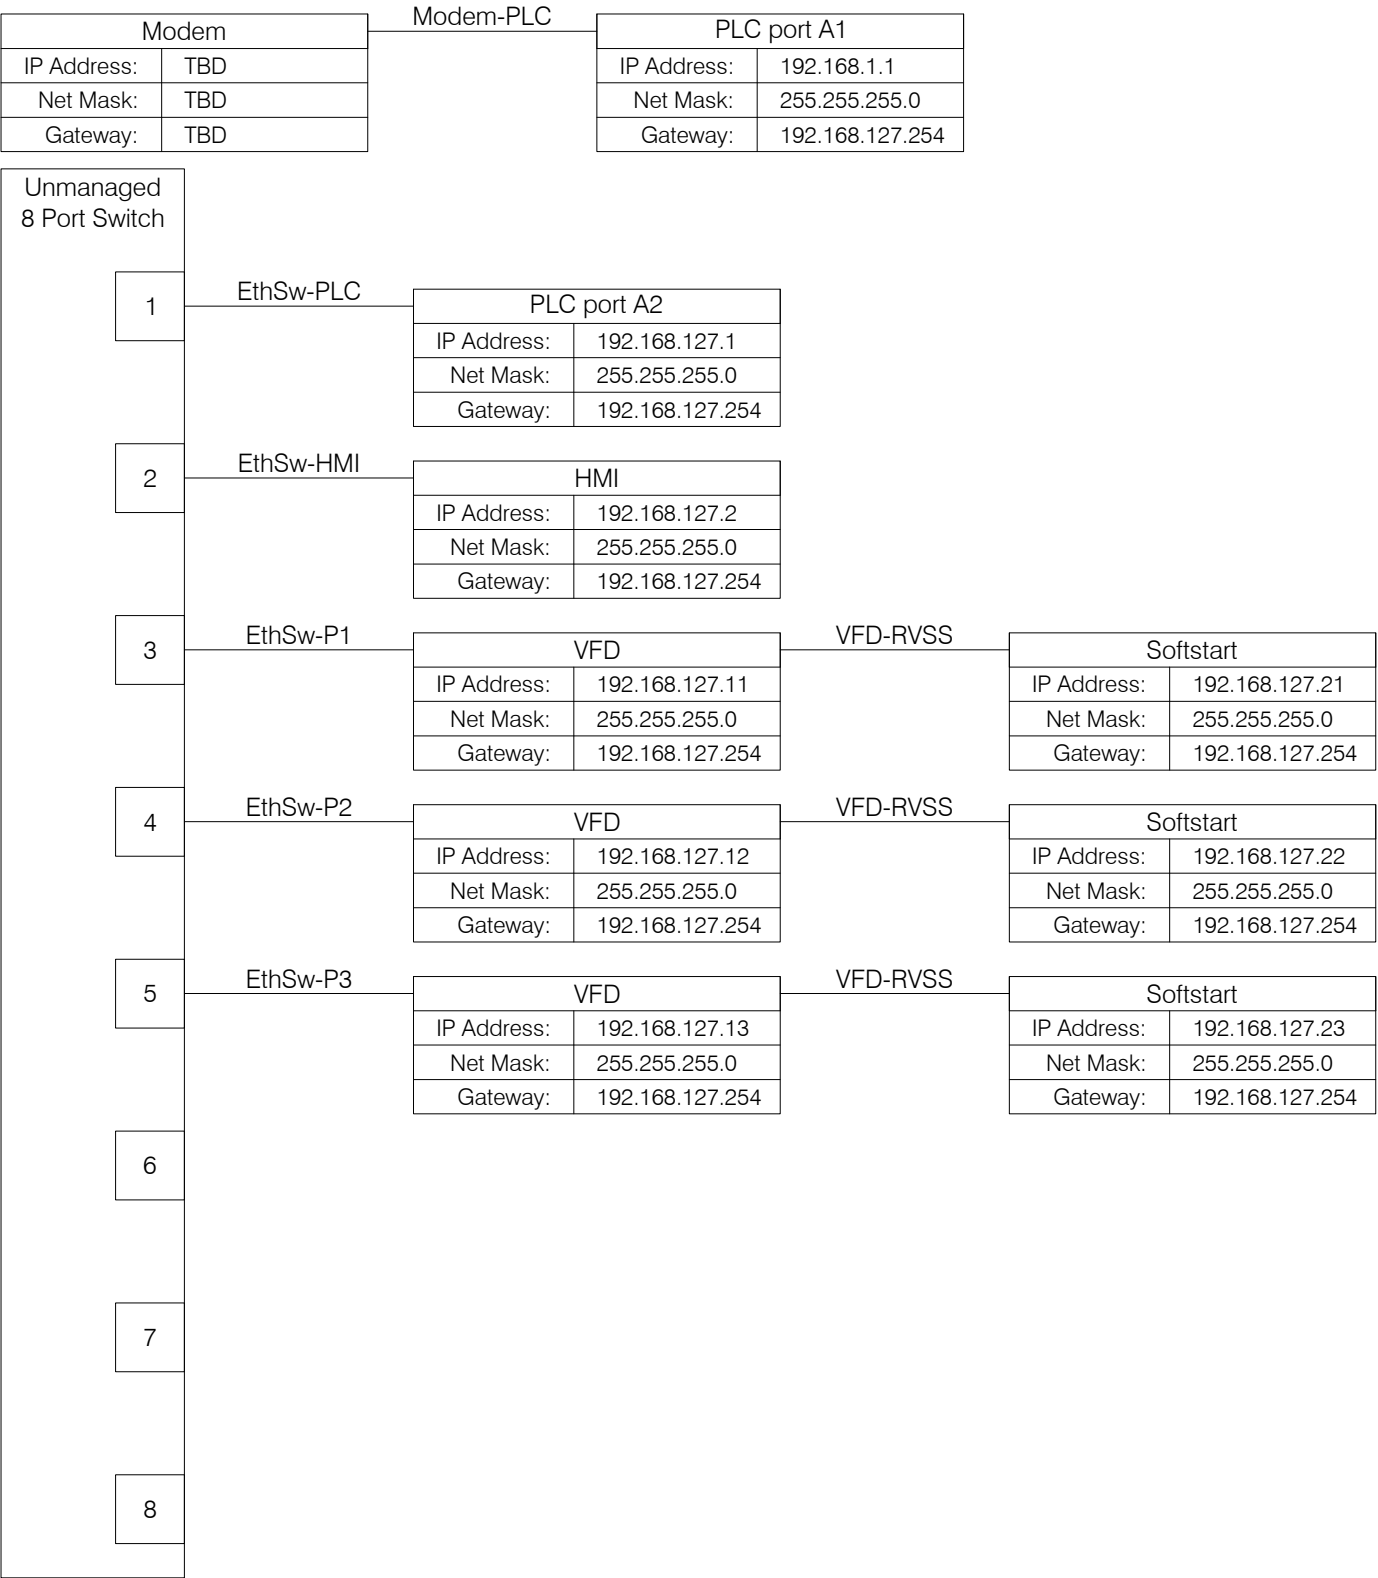 Modem-PLC
Modem
PLC port A1
IP Address: TBD
IP Address: 192.168.1.1
Net Mask: TBD
Net Mask: 255.255.255.0
Gateway: TBD
Gateway: 192.168.127.254
Unmanaged
8 Port Switch
1
EthSw-PLC
PLC port A2
IP Address: 192.168.127.1
Net Mask: 255.255.255.0
Gateway: 192.168.127.254
2
EthSw-HMI
HMI
IP Address: 192.168.127.2
Net Mask: 255.255.255.0
Gateway: 192.168.127.254
3
EthSw-P1
VFD
IP Address: 192.168.127.11
Net Mask: 255.255.255.0
Gateway: 192.168.127.254
VFD-RVSS
Softstart
IP Address: 192.168.127.21
Net Mask: 255.255.255.0
Gateway: 192.168.127.254
4
EthSw-P2
VFD
IP Address: 192.168.127.12
Net Mask: 255.255.255.0
Gateway: 192.168.127.254
VFD-RVSS
Softstart
IP Address: 192.168.127.22
Net Mask: 255.255.255.0
Gateway: 192.168.127.254
5
EthSw-P3
VFD
IP Address: 192.168.127.13
Net Mask: 255.255.255.0
Gateway: 192.168.127.254
VFD-RVSS
Softstart
IP Address: 192.168.127.23
Net Mask: 255.255.255.0
Gateway: 192.168.127.254
6
7
8